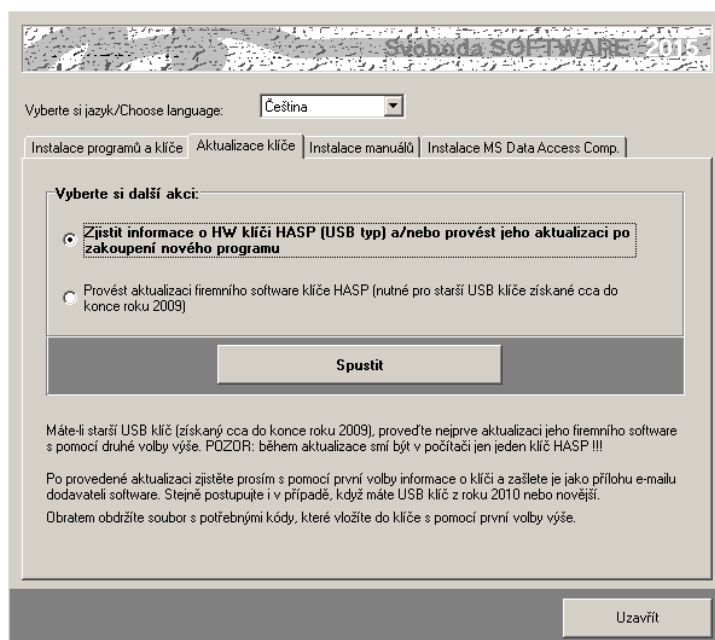 Svoboda SOFTWARE 2015
Vyberte si jazyk/Choose language:
Čeština
Instalace programů a klíče
Aktualizace klíče
Instalace manuálů
Instalace MS Data Access Comp.
Vyberte si další akci:
Zjistit informace o HW klíči HASP (USB typ) a/nebo provést jeho aktualizaci po
zakoupení nového programu
Provést aktualizaci firemního software klíče HASP (nutné pro starší USB klíče získané cca do
konce roku 2009)
Spustit
Máte-li starší USB klíč (získaný cca do konce roku 2009), proveďte nejprve aktualizaci jeho firemního software
s pomocí druhé volby výše. POZOR: během aktualizace smí být v počítači jen jeden klíč HASP !!!
Po provedené aktualizaci zjistěte prosím s pomocí první volby informace o klíči a zašlete je jako přílohu e-mailu
dodavateli software. Stejně postupujte i v případě, když máte USB klíč z roku 2010 nebo novější.
Obratem obdržíte soubor s potřebnými kódy, které vložíte do klíče s pomocí první volby výše.
Uzavřít